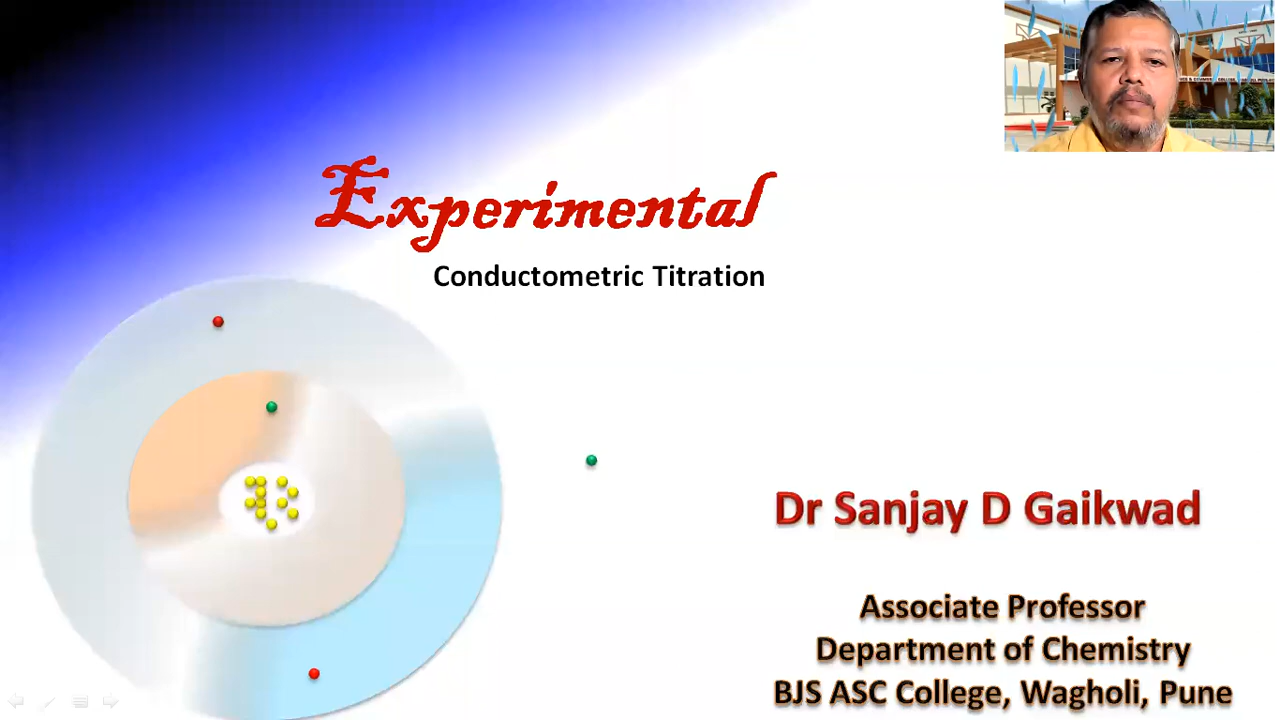 Experimental
Conductometric Titration
Dr Sanjay D Gaikwad
Associate Professor
Department of Chemistry
BJS ASC College, Wagholi, Pune